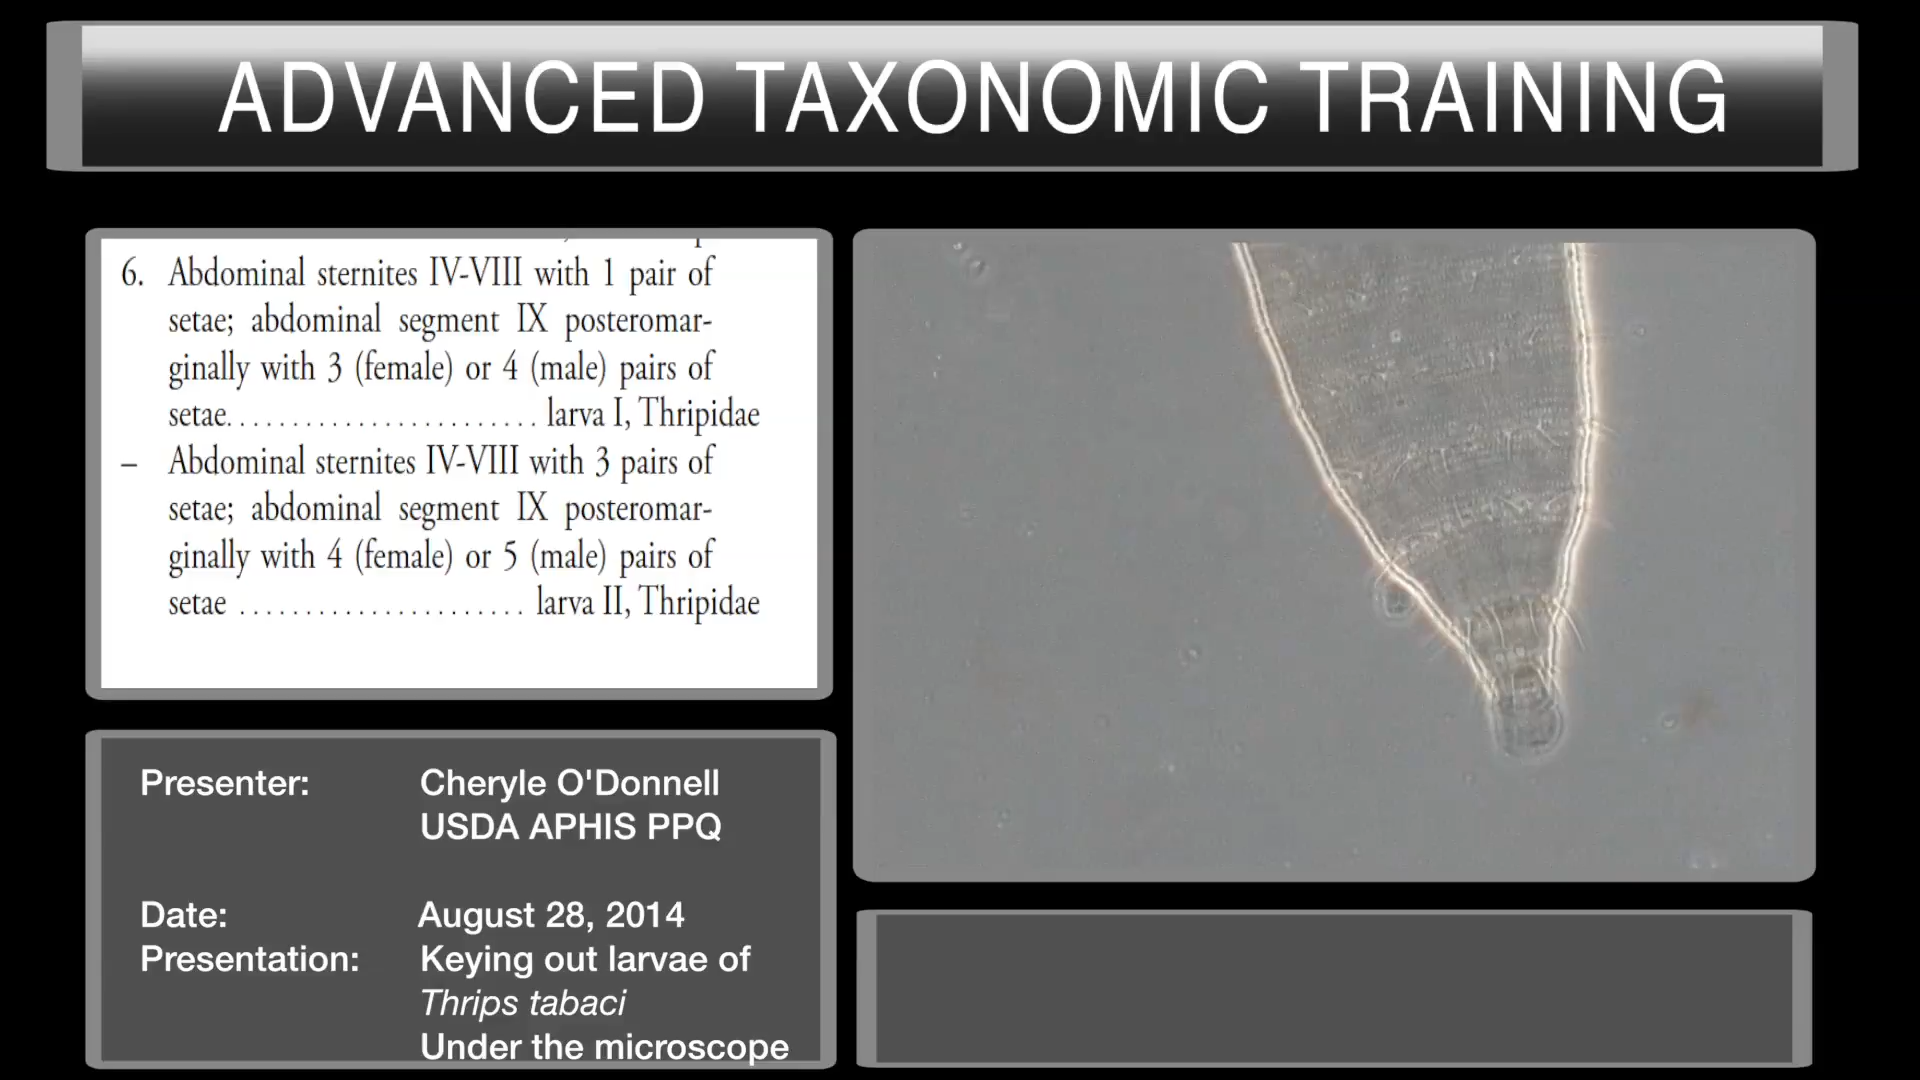 ADVANCED TAXONOMIC TRAINING
6. Abdominal sternites IV-VIII with 1 pair of
setae; abdominal segment IX posteromar-
ginally with 3 (female) or 4 (male) pairs of
setae........................ larva I, Thripidae
– Abdominal sternites IV-VIII with 3 pairs of
setae; abdominal segment IX posteromar-
ginally with 4 (female) or 5 (male) pairs of
setae ...................... larva II, Thripidae
Presenter: Cheryle O'Donnell
USDA APHIS PPQ
Date: August 28, 2014
Presentation: Keying out larvae of
Thrips tabaci
Under the microscope